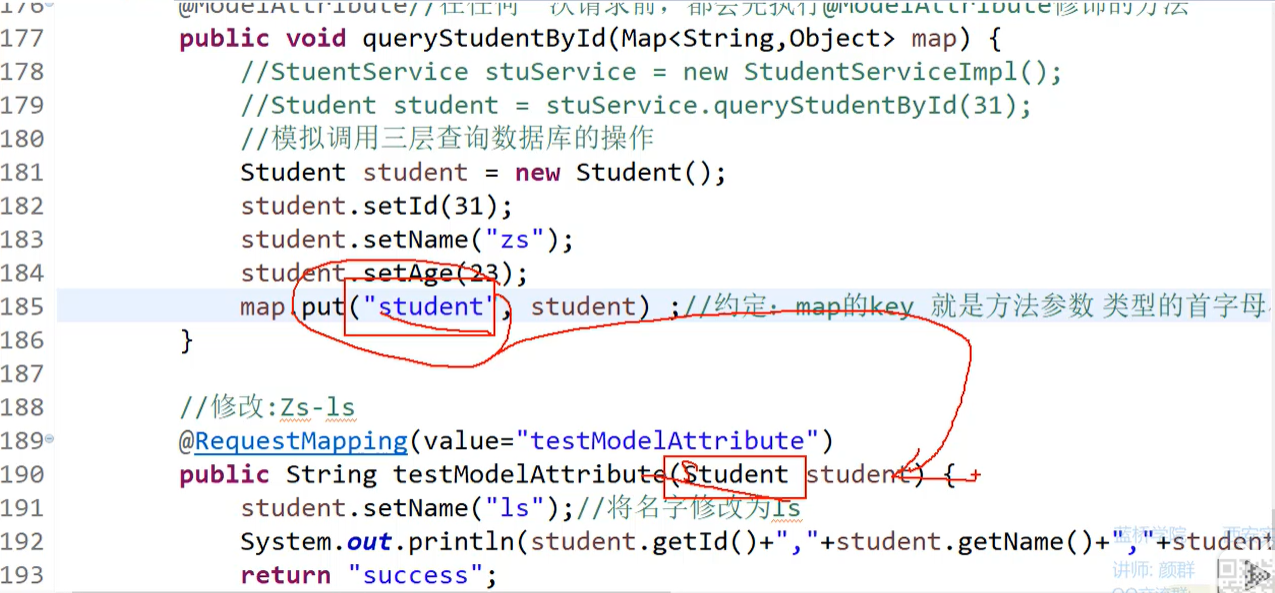 176 @ModelAttribute//在任何一次请求前，都会先执行@ModelAttribute修饰的方法
177 public void queryStudentById(Map<String,Object> map) {
178 //StuentService stuService = new StudentServiceImpl();
179 //Student student = stuService.queryStudentById(31);
180 //模拟调用三层查询数据库的操作
181 Student student = new Student();
182 student.setId(31);
183 student.setName("zs");
184 student.setAge(23);
185 map.put("student", student) ;//约定：map的key 就是方法参数 类型的首字母
186 }
187
188 //修改:Zs-ls
189 @RequestMapping(value="testModelAttribute")
190 public String testModelAttribute(Student student) {
191 student.setName("ls");//将名字修改为ls
192 System.out.println(student.getId()+","+student.getName()+","+student
193 return "success";
蓝桥学院
讲师: 颜群